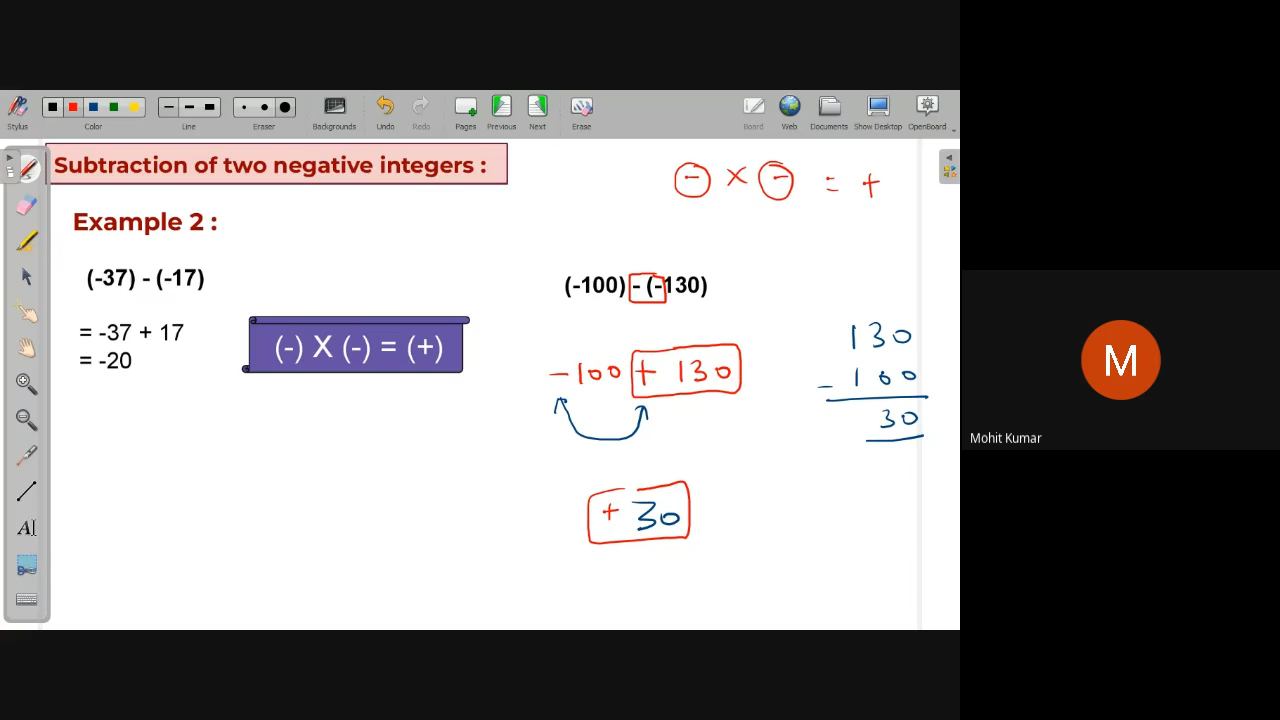 Stylus
Color
Line
Eraser
Backgrounds
Undo
Redo
Pages
Previous
Next
Erase
Board
Web
Documents
Show Desktop
OpenBoard
Subtraction of two negative integers :
- × - = +
Example 2 :
(-37) - (-17)
= -37 + 17
= -20
(-) X (-) = (+)
(-100) - (-130)
-100 + 130
+ 30
130
- 100
30
AI
M
Mohit Kumar